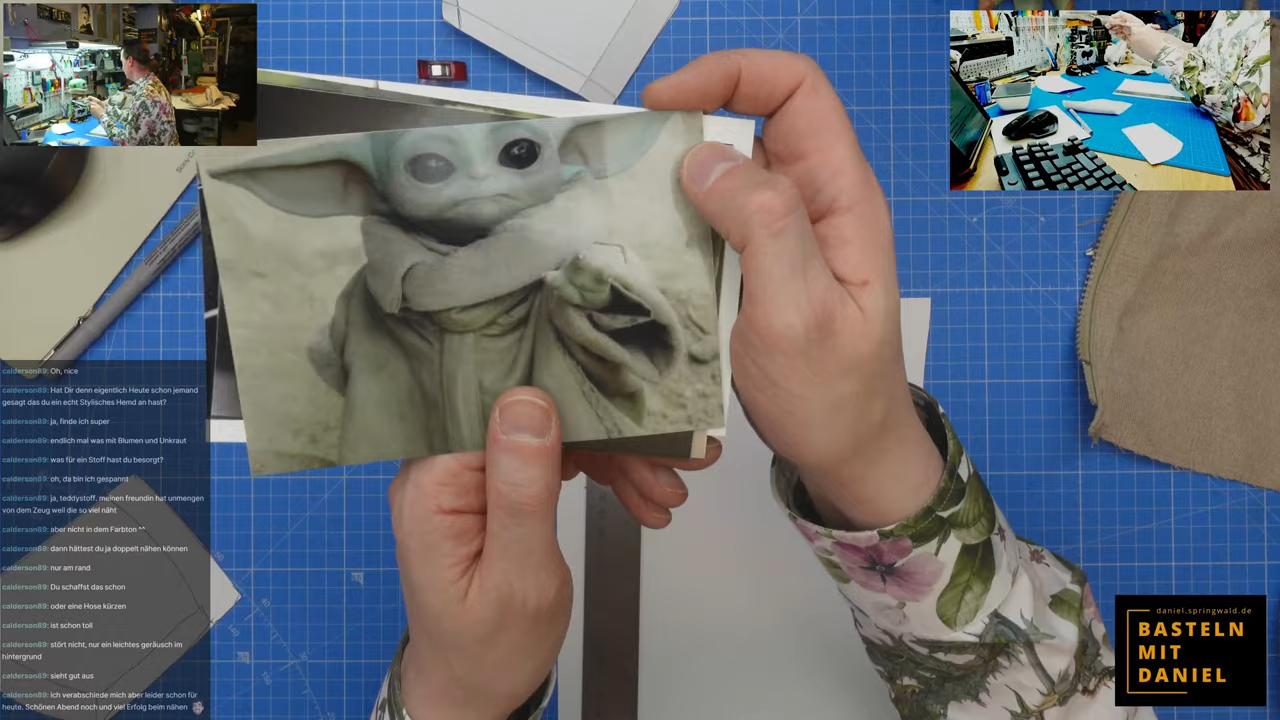 calderson89: Oh, nice
calderson89: Hat Dir denn eigentlich Heute schon jemand
gesagt das du ein echt Stylisches Hemd an hast?
calderson89: ja, finde ich super
calderson89: endlich mal was mit Blumen und Unkraut
calderson89: was für ein Stoff hast du besorgt?
calderson89: oh, da bin ich gespannt
calderson89: ja, teddystoff. meinen freundin hat unmengen
von dem Zeug weil die so viel näht
calderson89: aber nicht in dem Farbton ^^
calderson89: dann hättest du ja doppelt nähen können
calderson89: nur am rand
calderson89: Du schaffst das schon
calderson89: oder eine Hose kürzen
calderson89: ist schon toll
calderson89: stört nicht, nur ein leichtes geräusch im
hintergrund
calderson89: sieht gut aus
calderson89: ich verabschiede mich aber leider schon für
heute. Schönen Abend noch und viel Erfolg beim nähen
daniel.springwald.de
BASTELN
MIT
DANIEL